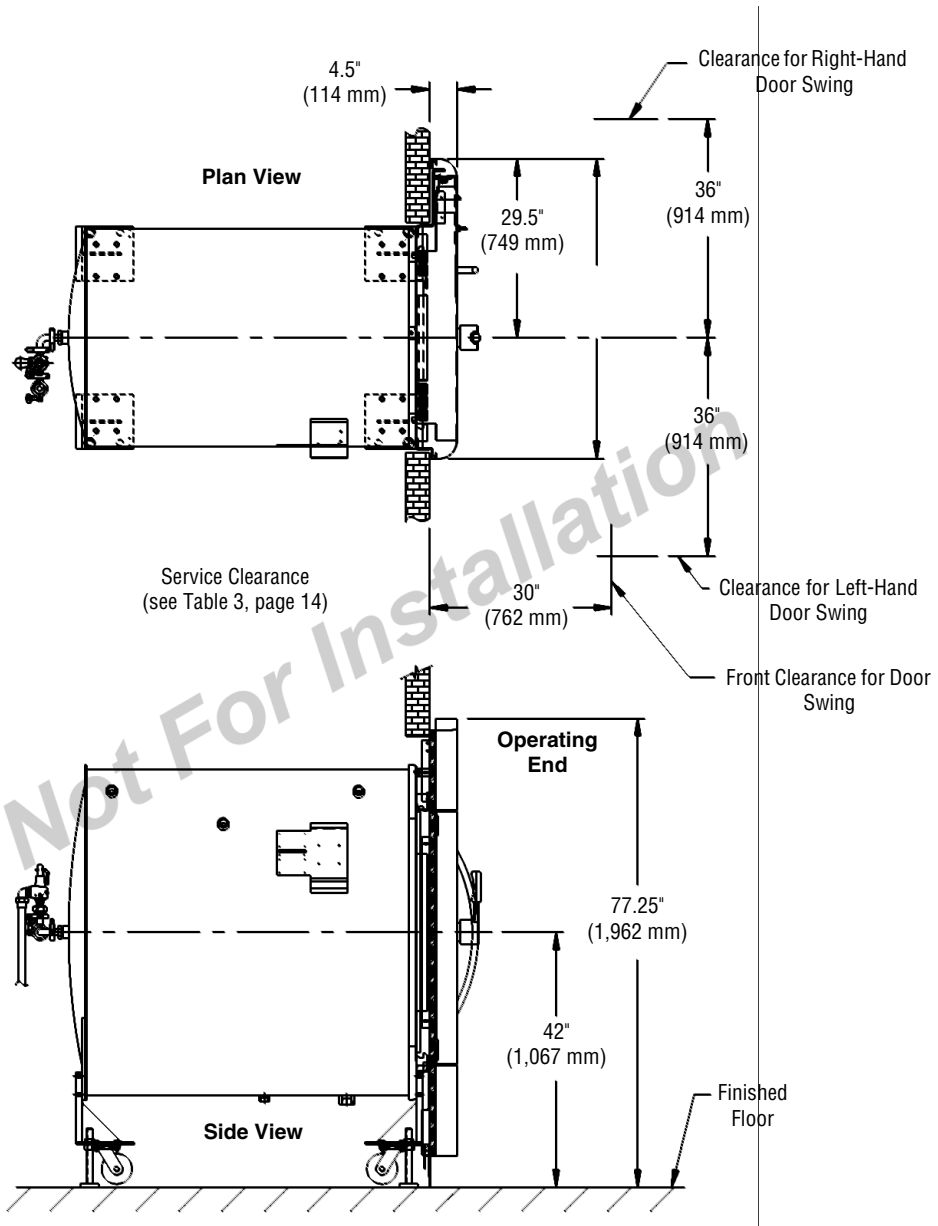 4.5"
(114 mm)
Clearance for Right-Hand
Door Swing
Plan View
29.5"
(749 mm)
36"
(914 mm)
36"
(914 mm)
Service Clearance
(see Table 3, page 14)
30"
(762 mm)
Clearance for Left-Hand
Door Swing
Front Clearance for Door
Swing
Not For Installation
Operating
End
77.25"
(1,962 mm)
42"
(1,067 mm)
Side View
Finished
Floor